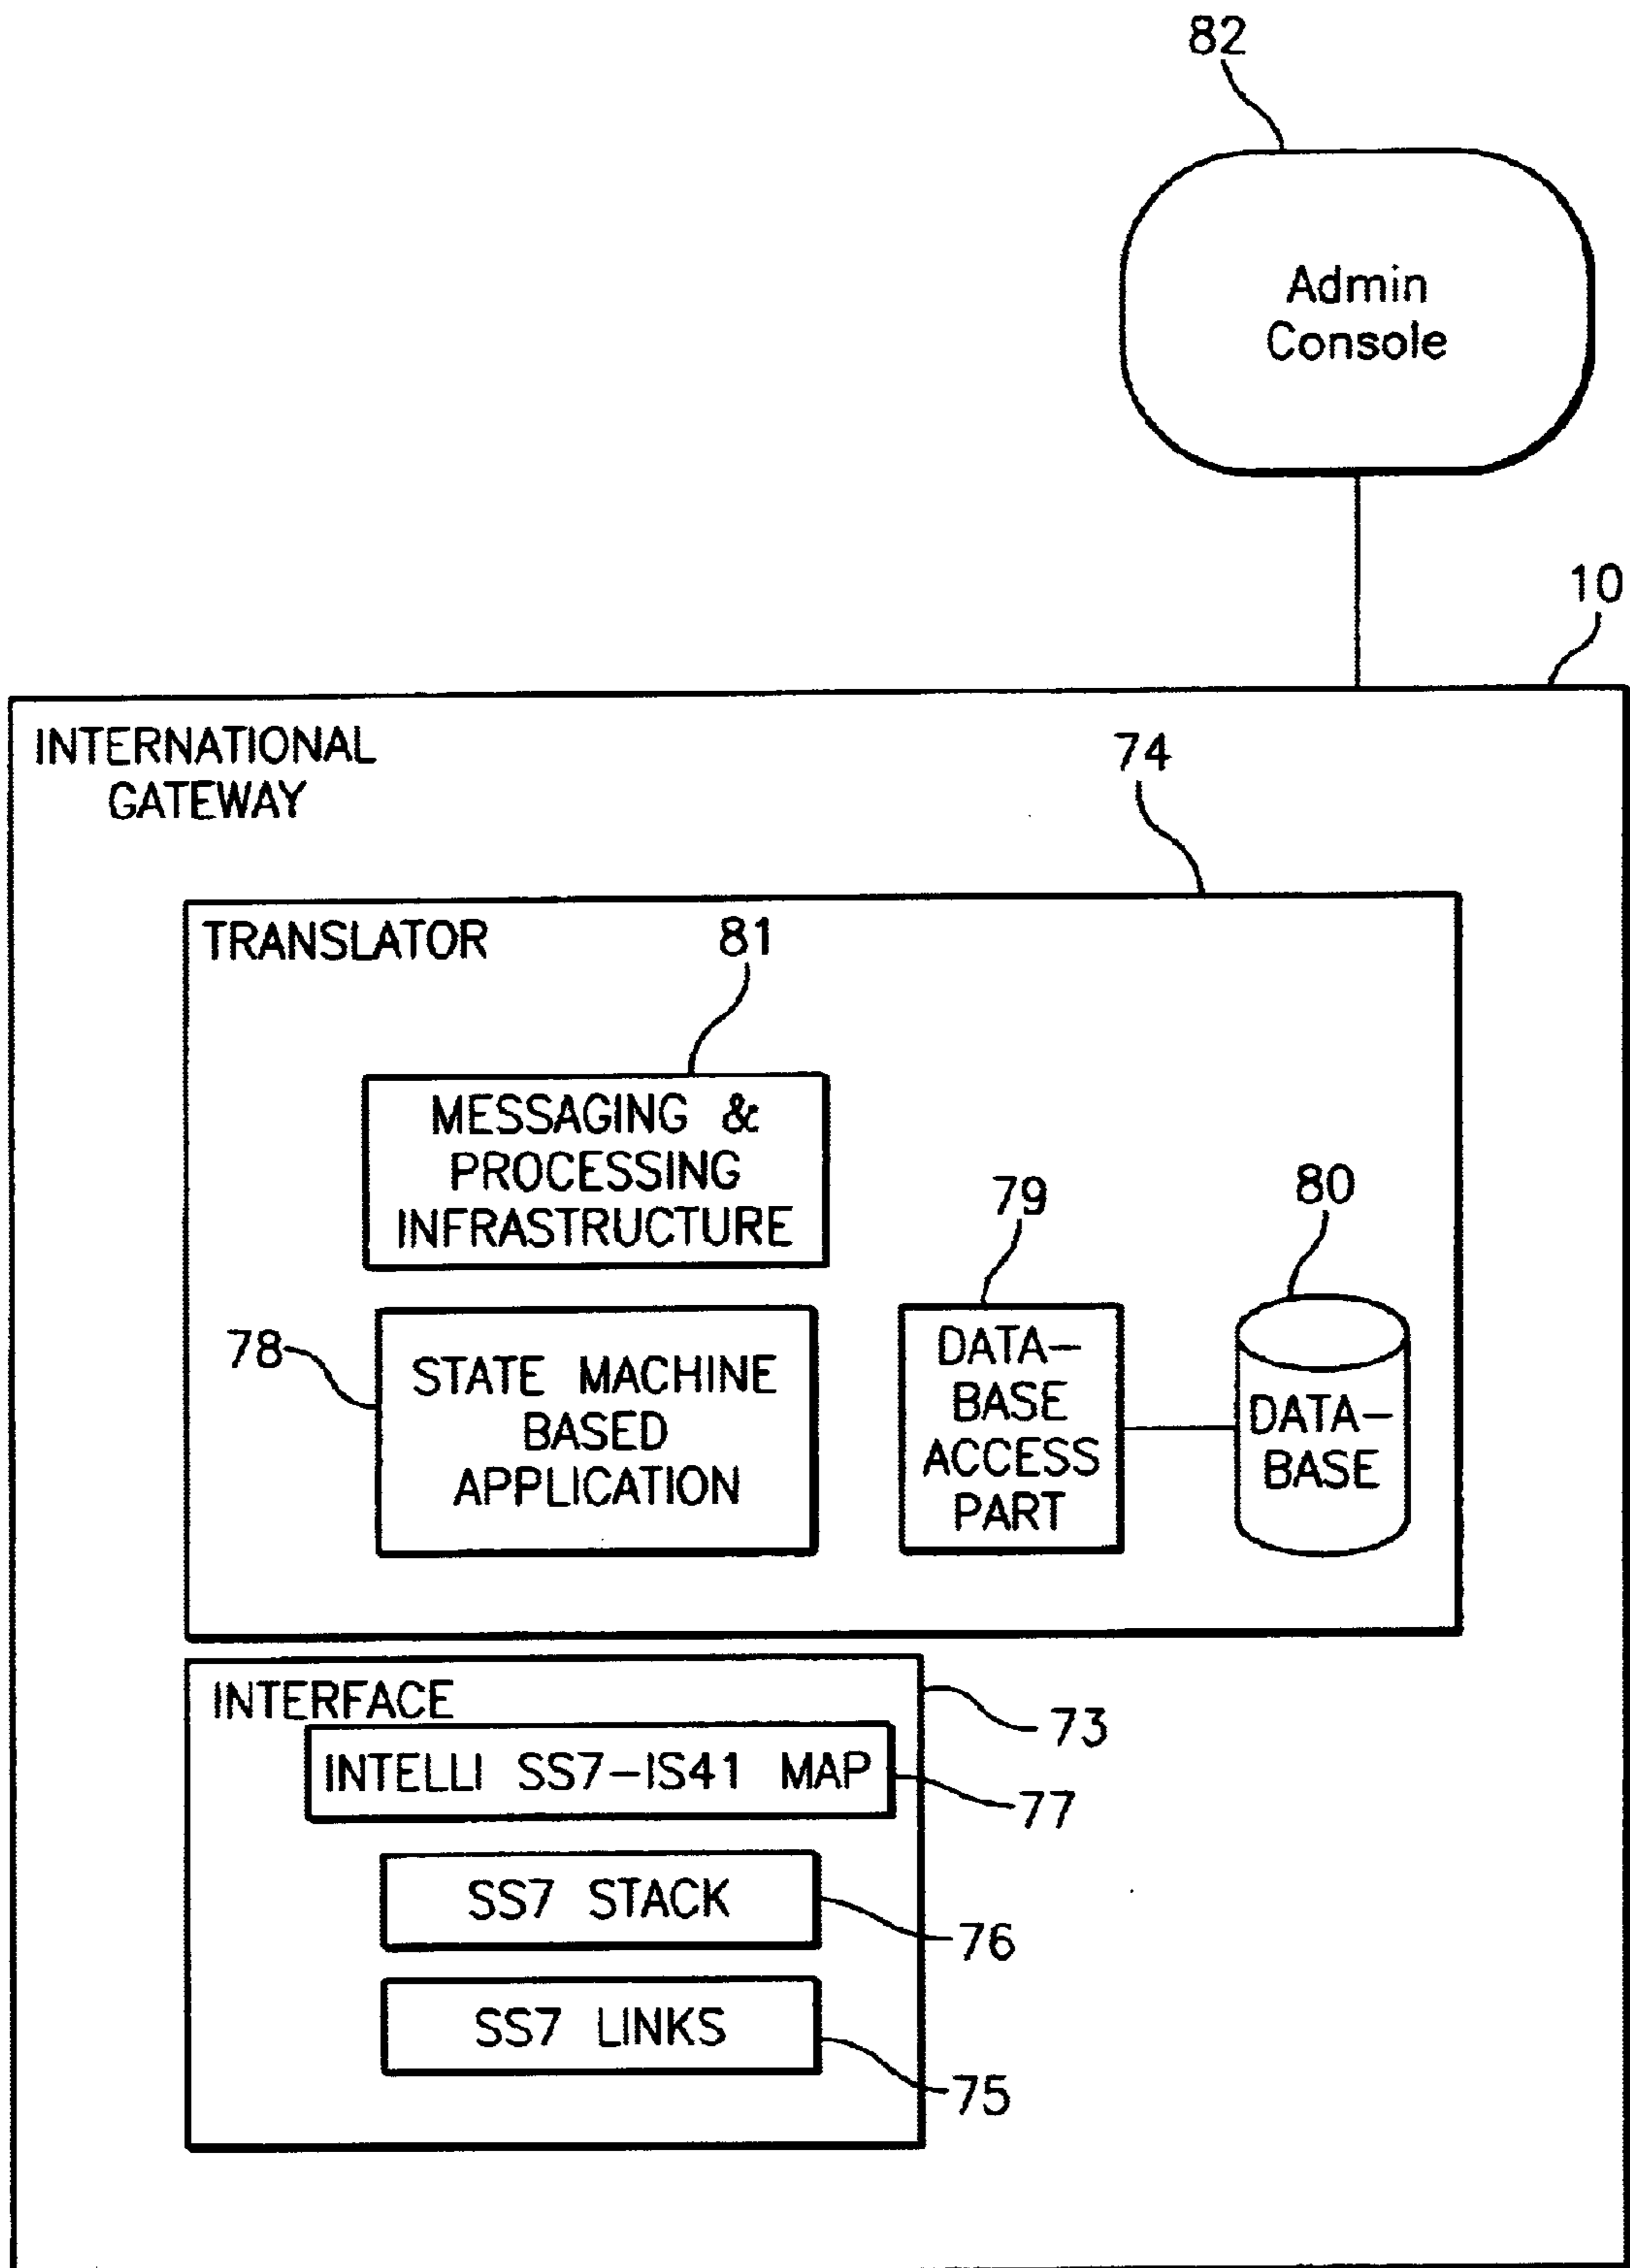 82
Admin
Console
10
INTERNATIONAL
GATEWAY
74
TRANSLATOR
81
MESSAGING &
PROCESSING
INFRASTRUCTURE
79
80
78
STATE MACHINE
BASED
APPLICATION
DATA-
BASE
ACCESS
PART
DATA-
BASE
INTERFACE
73
INTELLI SS7-IS41 MAP
77
SS7 STACK
76
SS7 LINKS
75